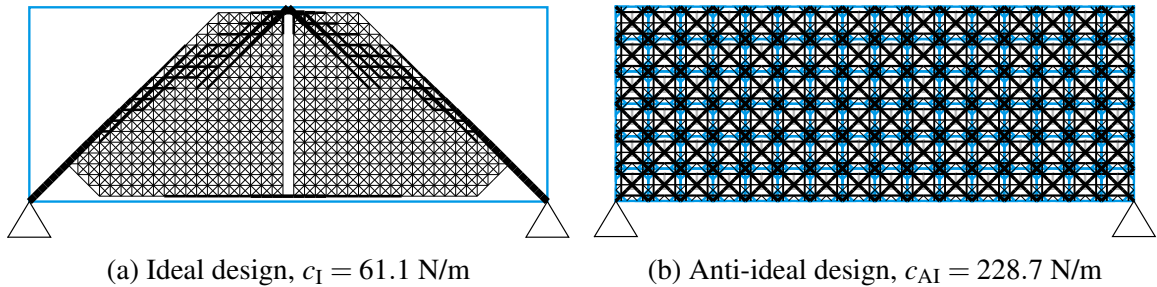 (a) Ideal design, c_I = 61.1 N/m
(b) Anti-ideal design, c_AI = 228.7 N/m